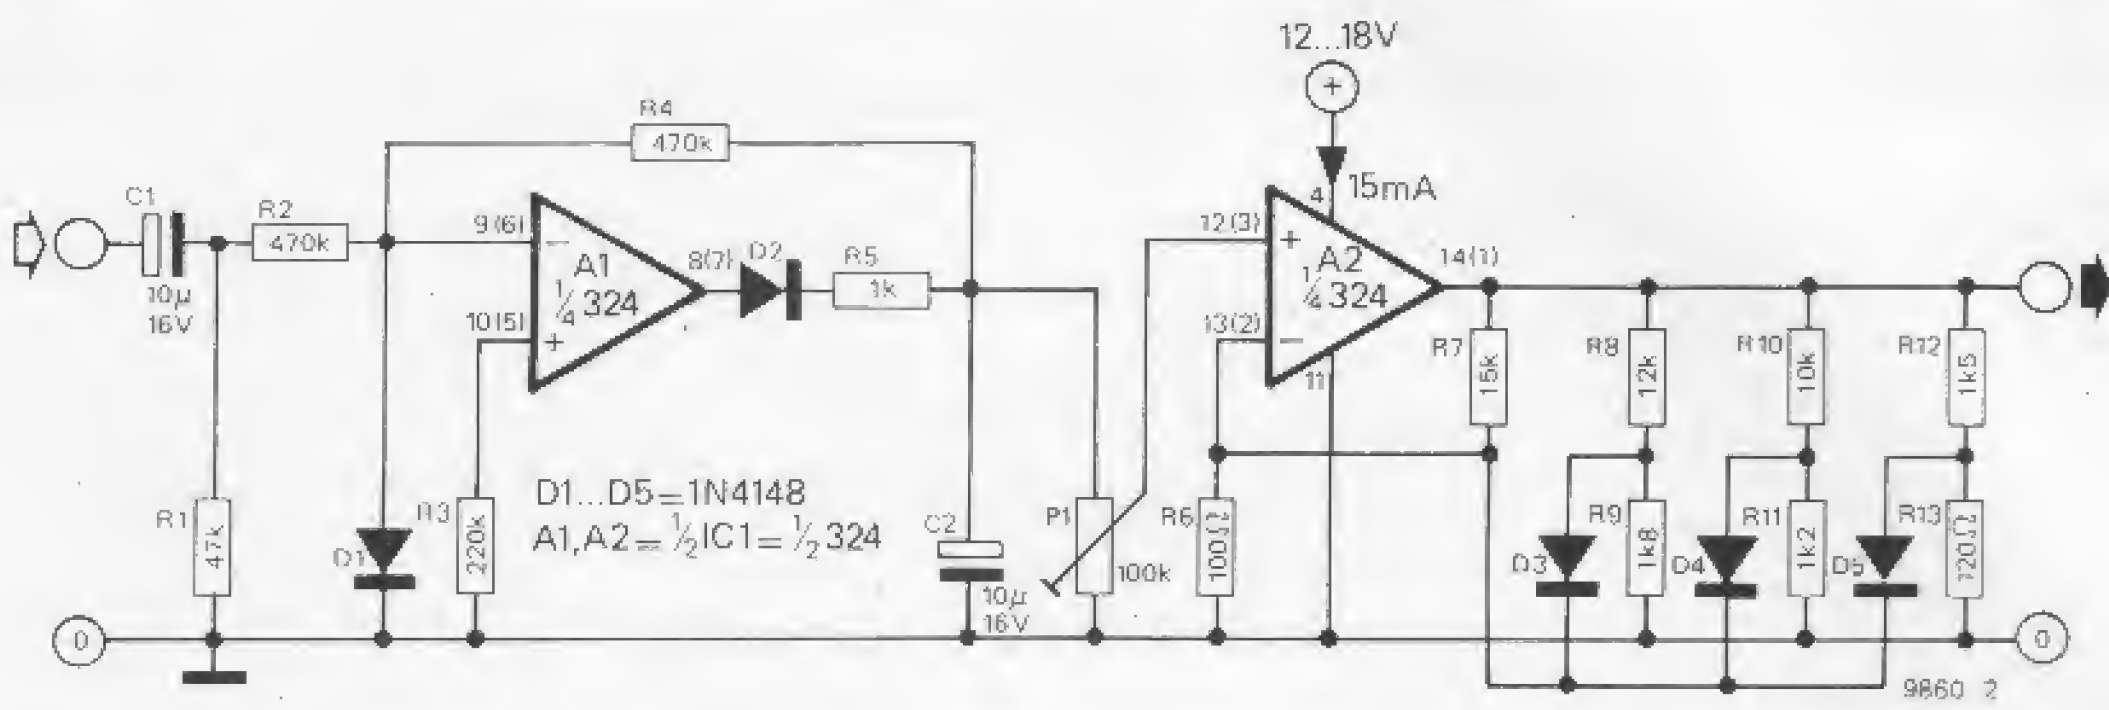 12...18V
+
15mA
4
C1
10µ
16V
R2
470k
R4
470k
9(6)
−
A1
¼ 324
10(5)
+
8(7)
D2
R5
1k
12(3)
+
A2
¼ 324
13(2)
−
11
14(1)
R7
15k
R8
12k
R10
10k
R12
1k5
R1
47k
D1
R3
220k
D1...D5=1N4148
A1,A2=½IC1=½324
C2
10µ
16V
P1
100k
R6
100Ω
D3
R9
1k8
D4
R11
1k2
D5
R13
120Ω
0
0
9860 2